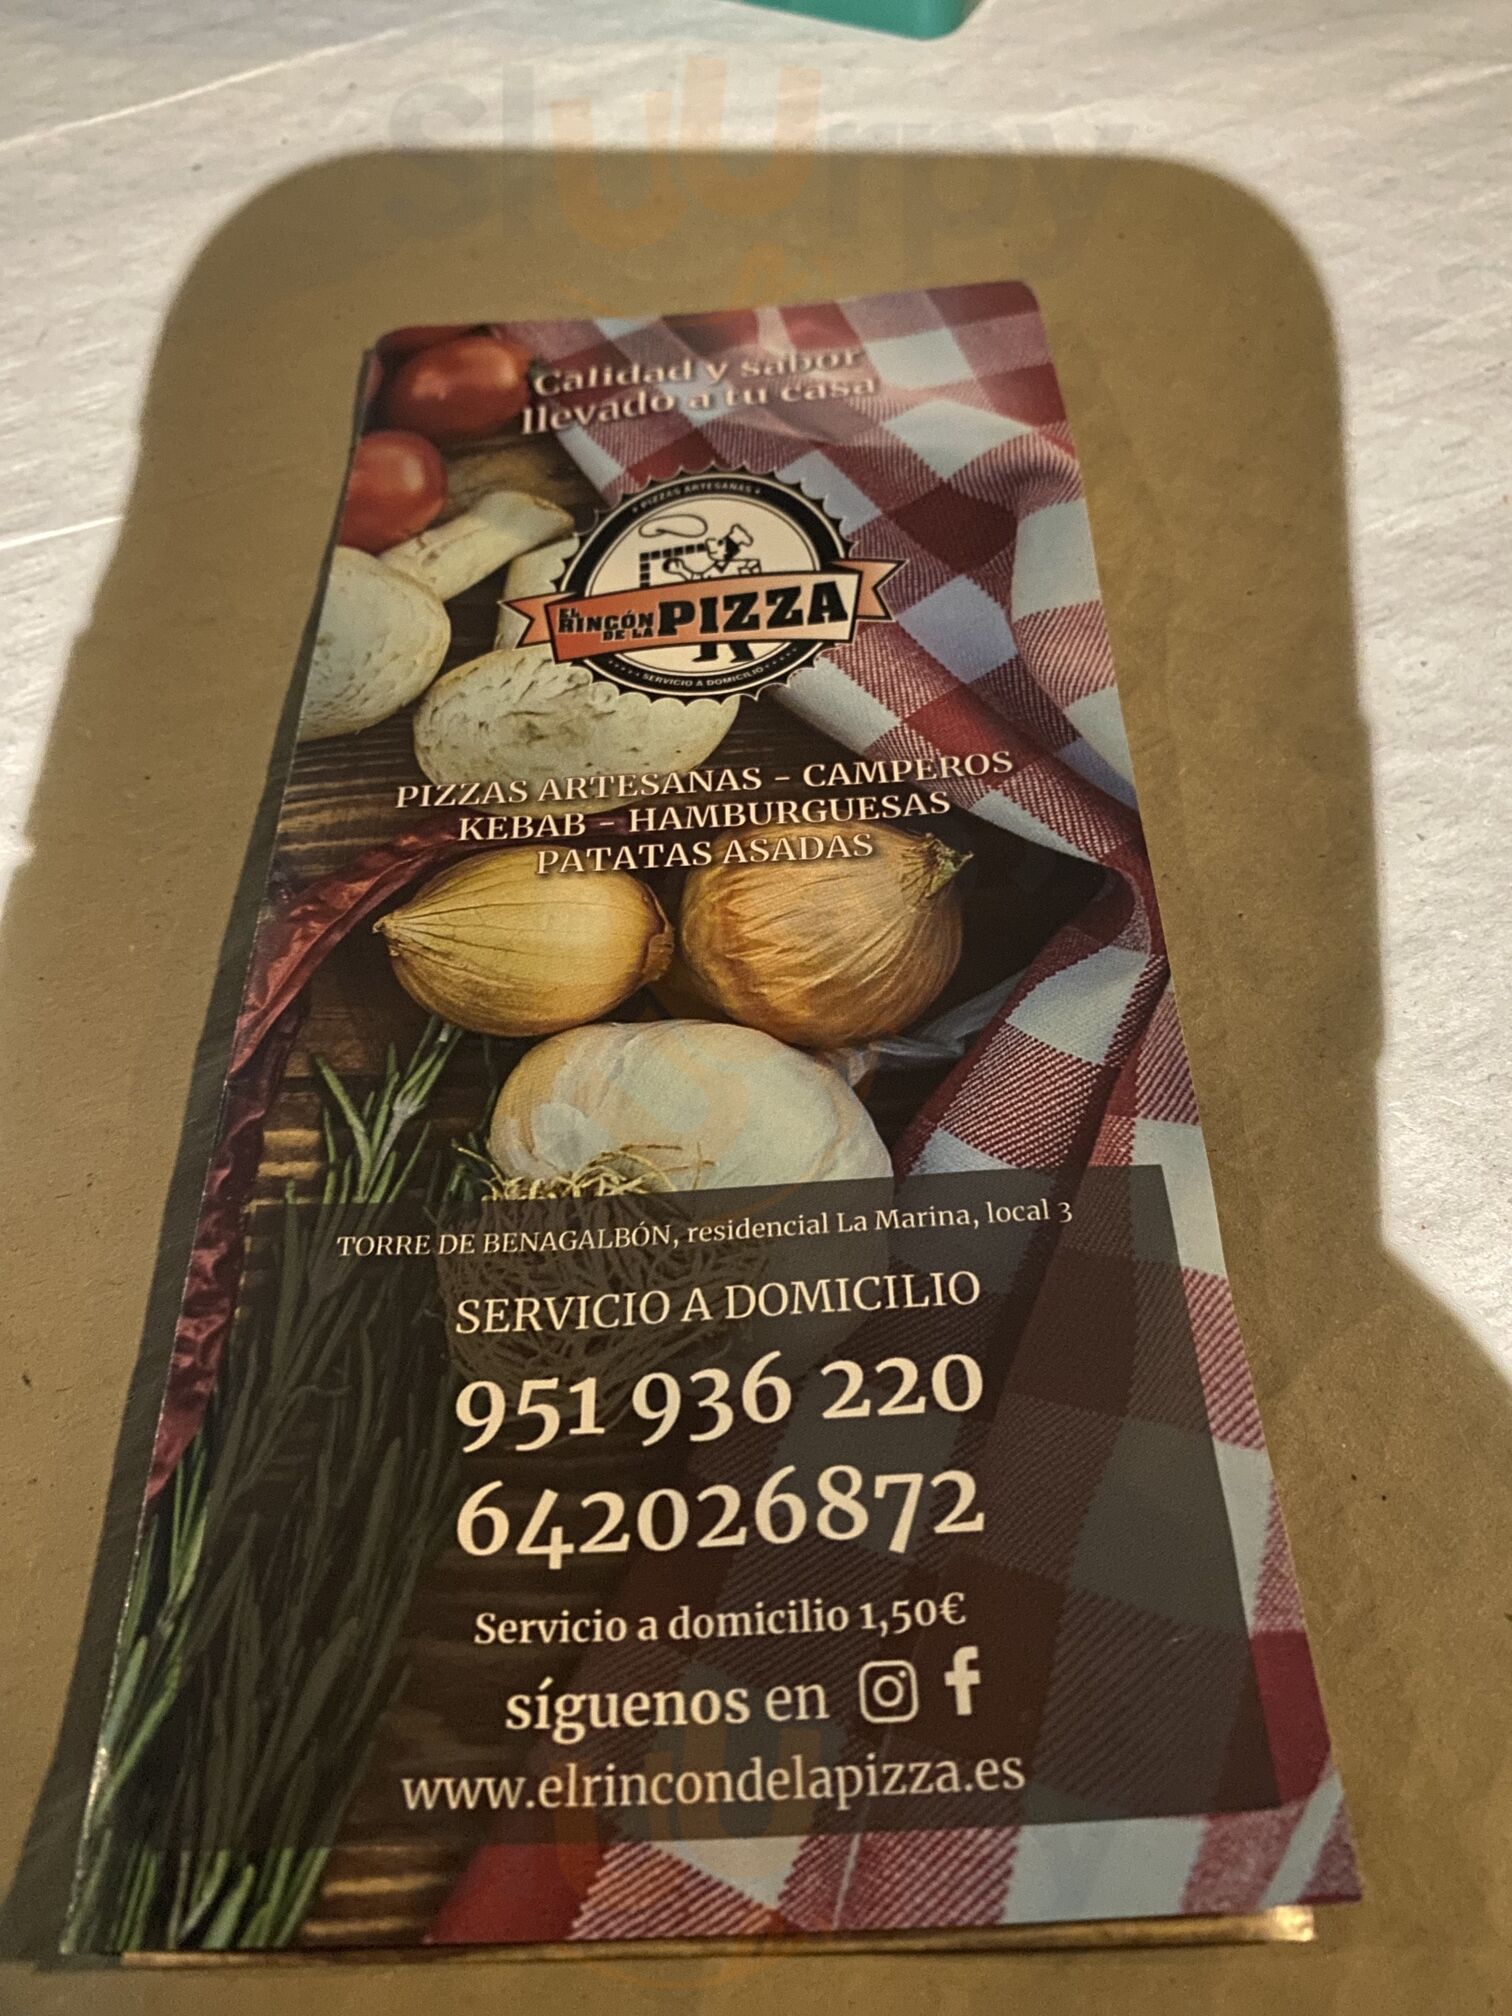 sluurpy
Calidad y sabor
llevado a tu casa
PIZZAS ARTESANAS
EL RINCÓN DE LA PIZZA
SERVICIO A DOMICILIO
PIZZAS ARTESANAS - CAMPEROS
KEBAB - HAMBURGUESAS
PATATAS ASADAS
TORRE DE BENAGALBÓN, residencial La Marina, local 3
SERVICIO A DOMICILIO
951 936 220
642026872
Servicio a domicilio 1,50€
síguenos en
www.elrincondelapizza.es
sluurpy